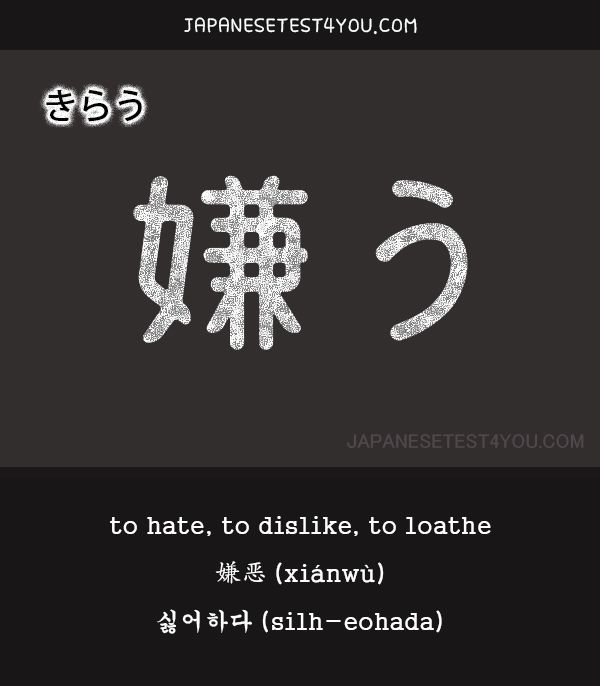 JAPANESETEST4YOU.COM
きらう
嫌う
JAPANESETEST4YOU.COM
to hate, to dislike, to loathe
嫌恶 (xiánwù)
싫어하다 (silh-eohada)